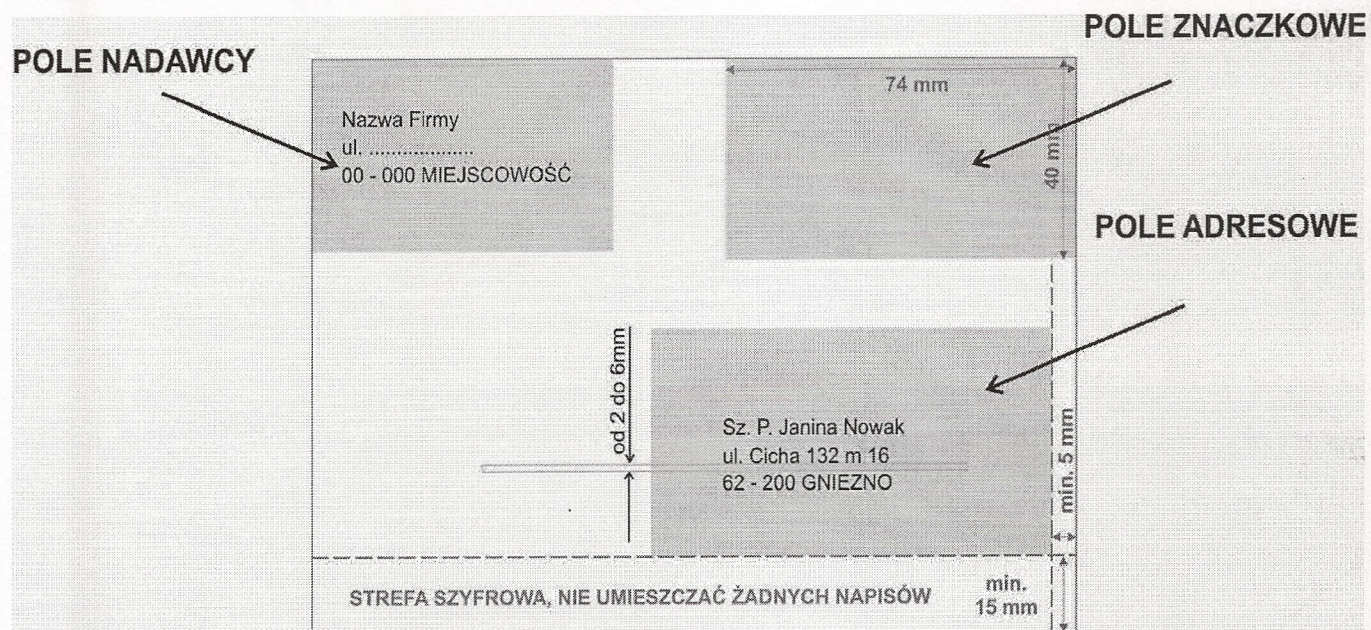 POLE ZNACZKOWE
POLE NADAWCY
74 mm
Nazwa Firmy
ul. ...................
00 - 000 MIEJSCOWOŚĆ
40 mm
POLE ADRESOWE
od 2 do 6mm
Sz. P. Janina Nowak
ul. Cicha 132 m 16
62 - 200 GNIEZNO
min. 5 mm
STREFA SZYFROWA, NIE UMIESZCZAĆ ŻADNYCH NAPISÓW
min.
15 mm